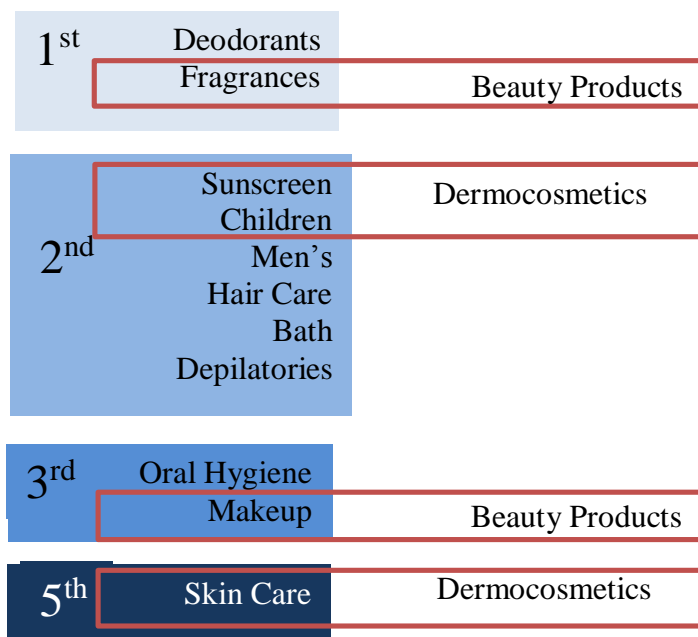 1st Deodorants
Fragrances Beauty Products
Sunscreen Dermocosmetics
Children
2nd Men’s
Hair Care
Bath
Depilatories
3rd Oral Hygiene
Makeup Beauty Products
5th Skin Care Dermocosmetics